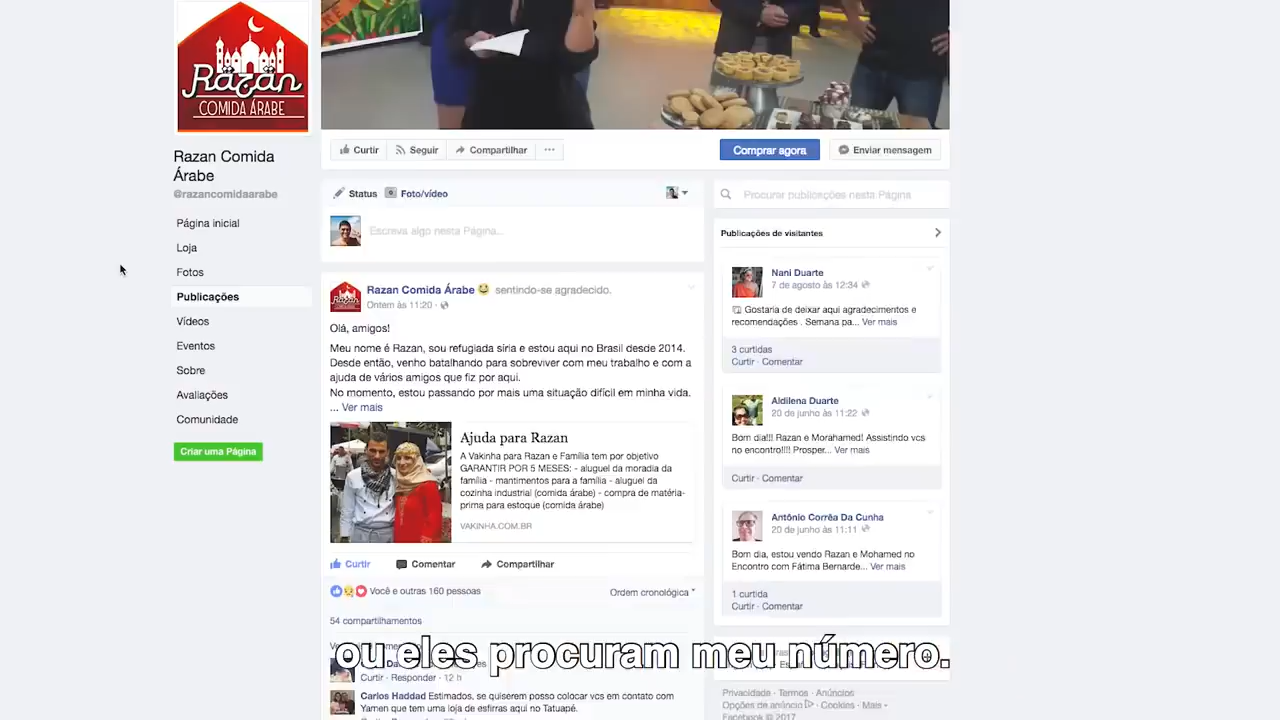 Razan
COMIDA ÁRABE
Razan Comida
Árabe
@razancomidaarabe
Página inicial
Loja
Fotos
Publicações
Vídeos
Eventos
Sobre
Avaliações
Comunidade
Criar uma Página
Curtir
Seguir
Compartilhar
Comprar agora
Enviar mensagem
Status
Foto/vídeo
Escreva algo nesta Página...
Razan Comida Árabe sentindo-se agradecido.
Ontem às 11:20 ·
Olá, amigos!
Meu nome é Razan, sou refugiada síria e estou aqui no Brasil desde 2014.
Desde então, venho batalhando para sobreviver com meu trabalho e com a
ajuda de vários amigos que fiz por aqui.
No momento, estou passando por mais uma situação difícil em minha vida.
... Ver mais
Ajuda para Razan
A Vakinha para Razan e Família tem por objetivo
GARANTIR POR 5 MESES: - aluguel da moradia da
família - mantimentos para a família - aluguel da
cozinha industrial (comida árabe) - compra de matéria-
prima para estoque (comida árabe)
VAKINHA.COM.BR
Curtir
Comentar
Compartilhar
Você e outras 160 pessoas
Ordem cronológica
54 compartilhamentos
Curtir · Responder · 12 h
Carlos Haddad Estimados, se quiserem posso colocar vcs em contato com
Yamen que tem uma loja de esfirras aqui no Tatuapé.
Procurar publicações nesta Página
Publicações de visitantes
Nani Duarte
7 de agosto às 12:34
Gostaria de deixar aqui agradecimentos e
recomendações . Semana pa... Ver mais
3 curtidas
Curtir · Comentar
Aldilena Duarte
20 de junho às 11:22
Bom dia!!! Razan e Morahamed! Assistindo vcs
no encontro!!!! Prosper... Ver mais
Curtir · Comentar
Antônio Corrêa Da Cunha
20 de junho às 11:11
Bom dia, estou vendo Razan e Mohamed no
Encontro com Fátima Bernarde... Ver mais
1 curtida
Curtir · Comentar
ou eles procuram meu número.
Privacidade · Termos · Anúncios
Opções de anúncio · Cookies · Mais
Facebook © 2017